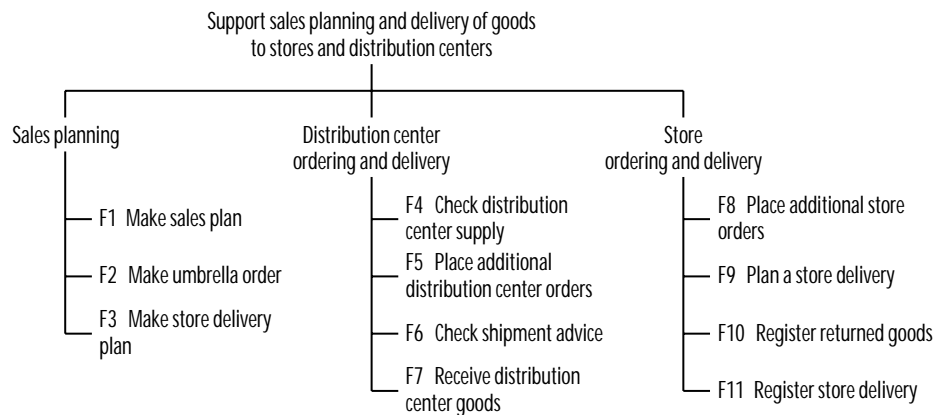 Support sales planning and delivery of goods
to stores and distribution centers
Sales planning
F1 Make sales plan
F2 Make umbrella order
F3 Make store delivery
plan
Distribution center
ordering and delivery
F4 Check distribution
center supply
F5 Place additional
distribution center orders
F6 Check shipment advice
F7 Receive distribution
center goods
Store
ordering and delivery
F8 Place additional store
orders
F9 Plan a store delivery
F10 Register returned goods
F11 Register store delivery